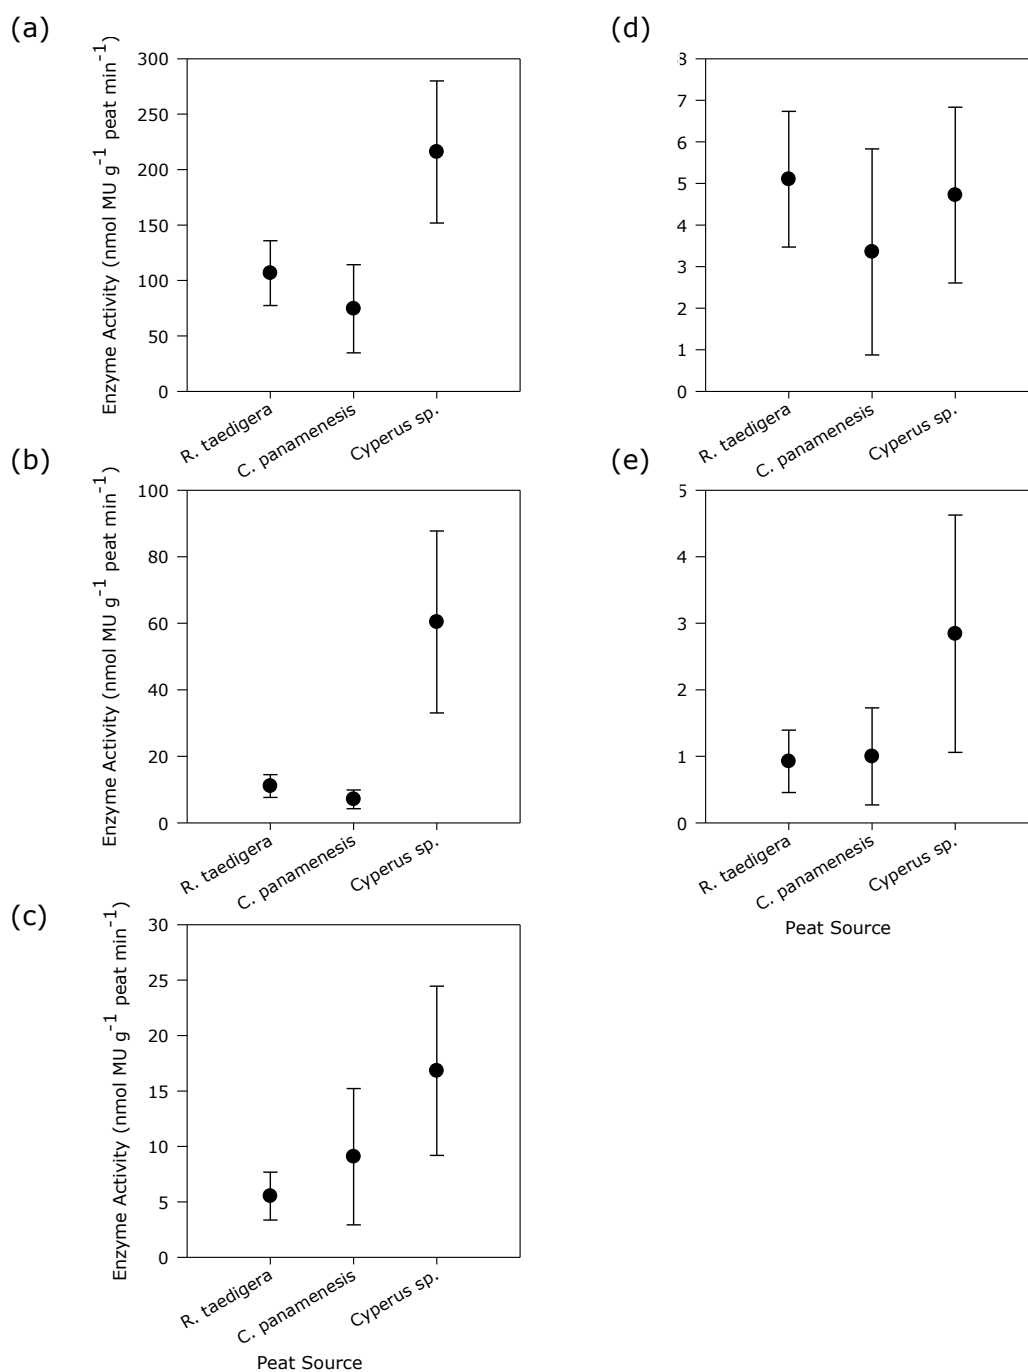 (a)
Enzyme Activity (nmol MU g⁻¹ peat min⁻¹)
300
250
200
150
100
50
0
R. taedigera
C. panamenesis
Cyperus sp.
(d)
8
7
6
5
4
3
2
1
0
R. taedigera
C. panamenesis
Cyperus sp.
(b)
Enzyme Activity (nmol MU g⁻¹ peat min⁻¹)
100
80
60
40
20
0
R. taedigera
C. panamenesis
Cyperus sp.
(e)
5
4
3
2
1
0
R. taedigera
C. panamenesis
Cyperus sp.
Peat Source
(c)
Enzyme Activity (nmol MU g⁻¹ peat min⁻¹)
30
25
20
15
10
5
0
R. taedigera
C. panamenesis
Cyperus sp.
Peat Source